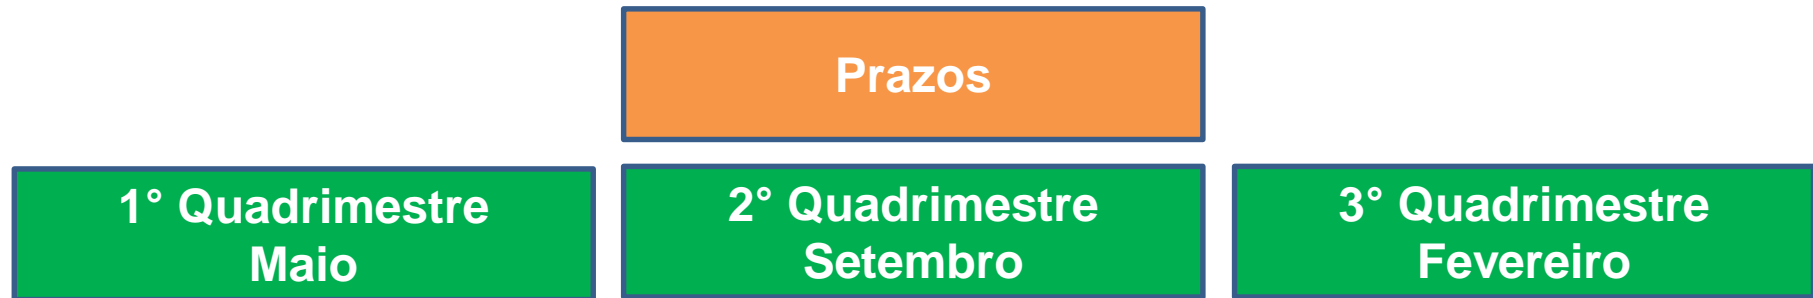 Prazos
1° Quadrimestre
Maio
2° Quadrimestre
Setembro
3° Quadrimestre
Fevereiro